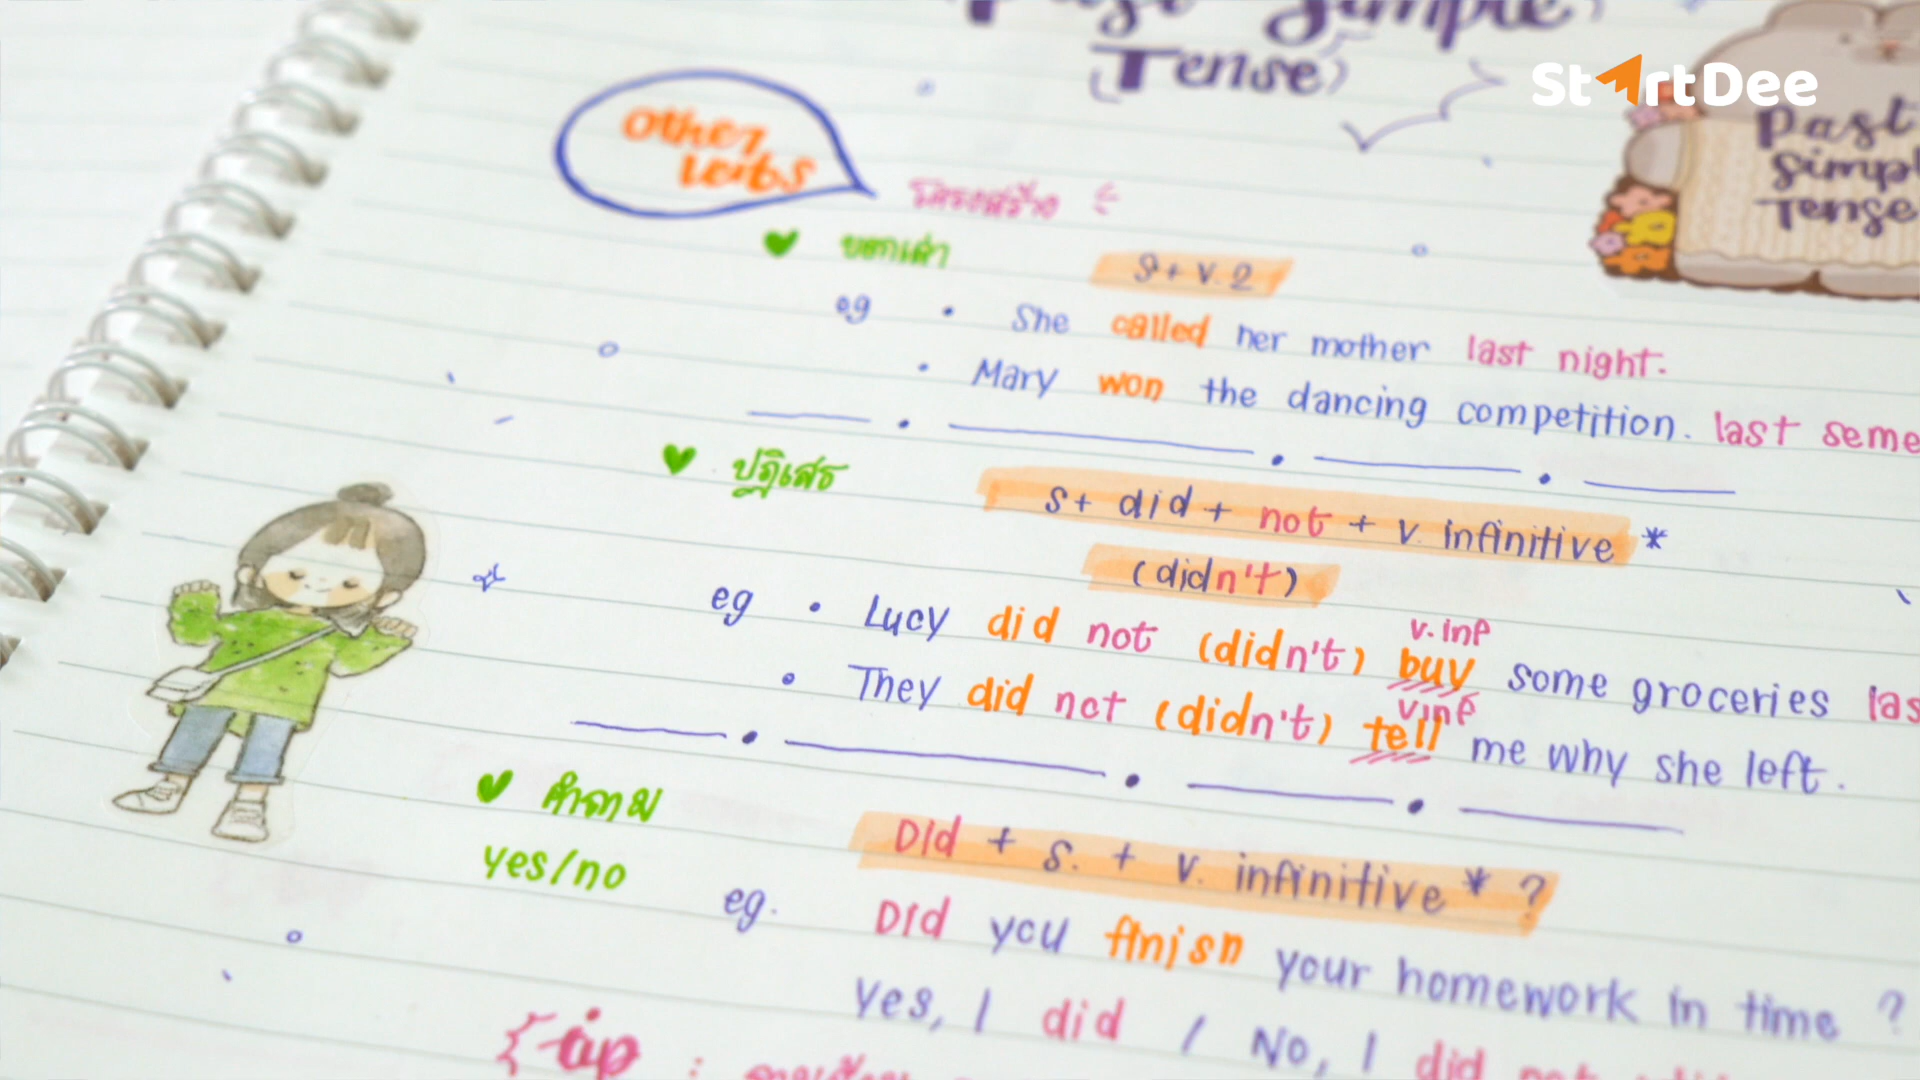 Past Simple
(Tense)
StartDee
Past
Simpl
Tense
Other
verbs
โครงสร้าง
บอกเล่า
S + V.2
eg • She called her mother last night.
• Mary won the dancing competition. last seme
ปฏิเสธ
S + did + not + V. infinitive *
(didn't)
eg • Lucy did not (didn't) buy some groceries las
v.inf
• They did not (didn't) tell me why she left.
v.inf
คำถาม
yes/no
Did + S. + V. infinitive * ?
eg. Did you finish your homework in time ?
Yes, I did / No, I did not
tip :